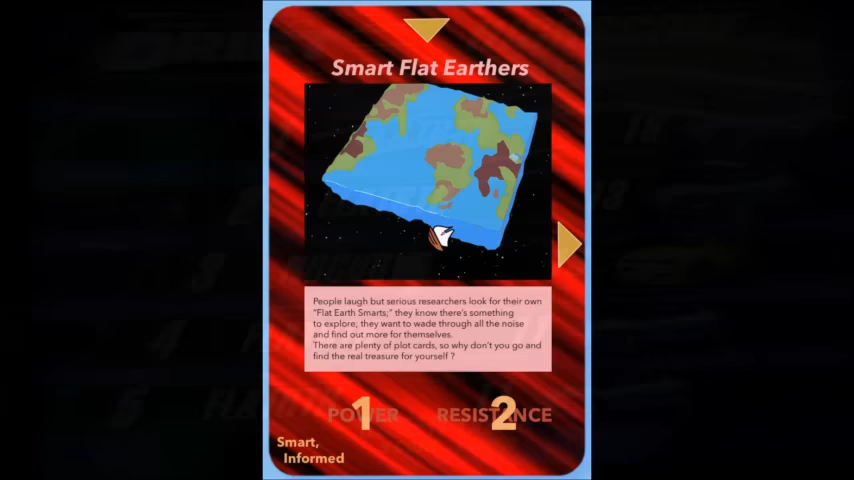 Smart Flat Earthers
People laugh but serious researchers look for their own
“Flat Earth Smarts;” they know there's something
to explore; they want to wade through all the noise
and find out more for themselves.
There are plenty of plot cards, so why don't you go and
find the real treasure for yourself ?
POWER 1
RESISTANCE 2
Smart,
Informed